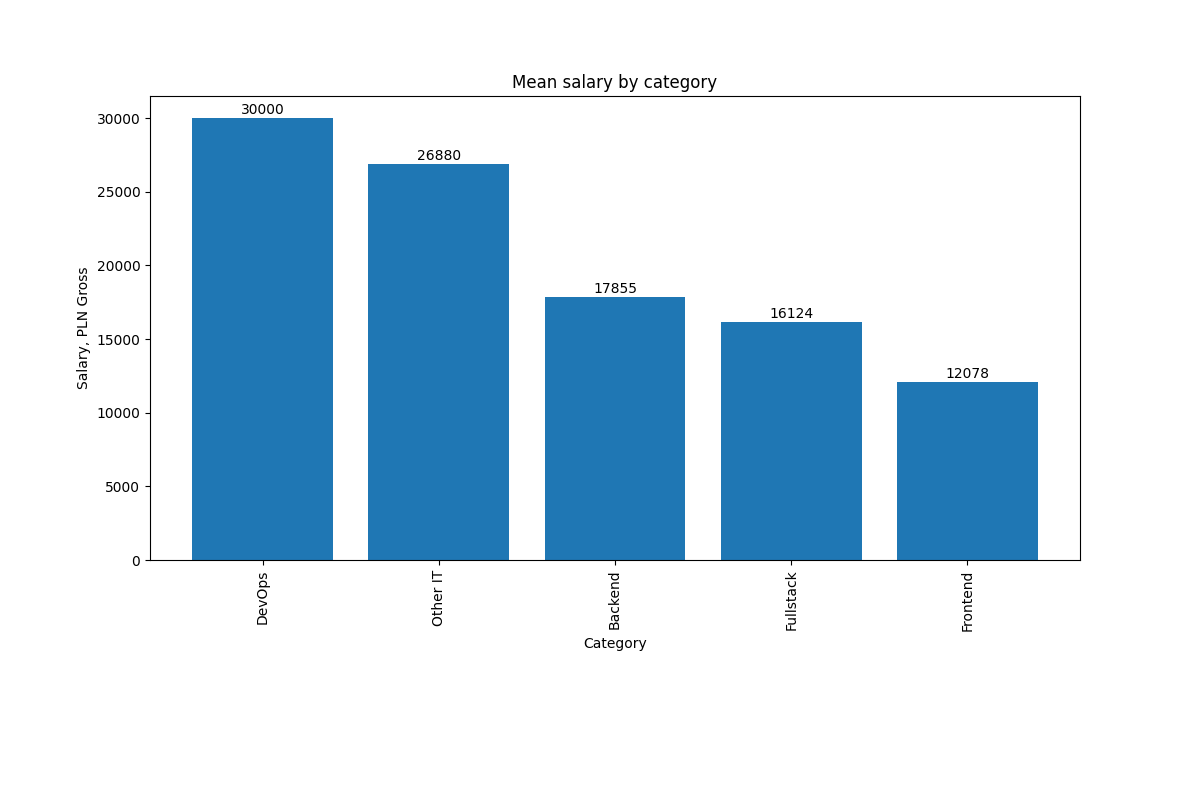 Mean salary by category
30000
26880
17855
16124
12078
30000
25000
20000
15000
10000
5000
0
Salary, PLN Gross
DevOps
Other IT
Backend
Fullstack
Frontend
Category